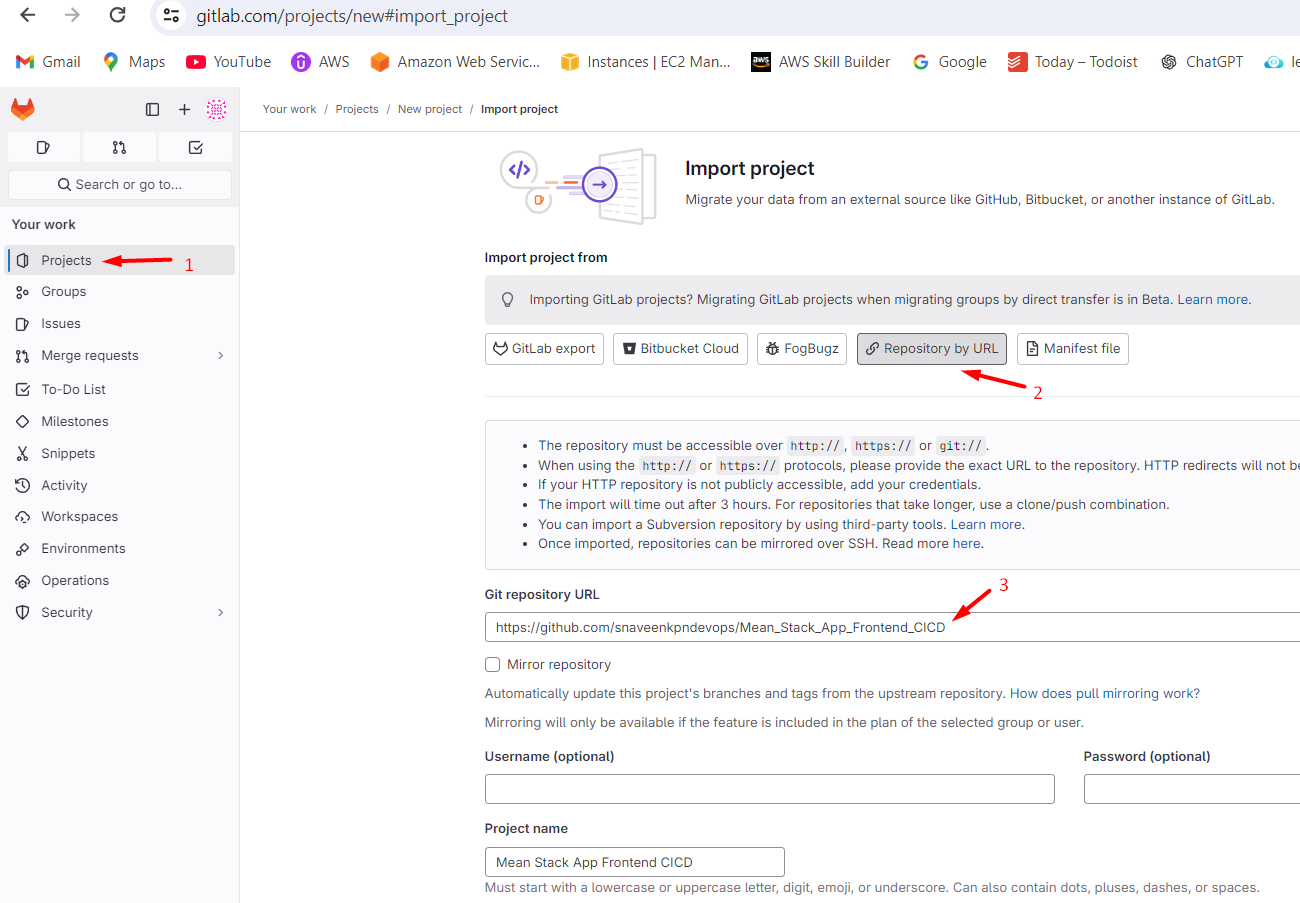 gitlab.com/projects/new#import_project
Gmail Maps YouTube AWS Amazon Web Servic... Instances | EC2 Man... AWS Skill Builder Google Today – Todoist ChatGPT
Your work / Projects / New project / Import project
Search or go to...
Your work
Projects
1
Groups
Issues
Merge requests
To-Do List
Milestones
Snippets
Activity
Workspaces
Environments
Operations
Security
Import project
Migrate your data from an external source like GitHub, Bitbucket, or another instance of GitLab.
Import project from
Importing GitLab projects? Migrating GitLab projects when migrating groups by direct transfer is in Beta. Learn more.
GitLab export Bitbucket Cloud FogBugz Repository by URL Manifest file
2
• The repository must be accessible over http://, https:// or git://.
• When using the http:// or https:// protocols, please provide the exact URL to the repository. HTTP redirects will not be
• If your HTTP repository is not publicly accessible, add your credentials.
• The import will time out after 3 hours. For repositories that take longer, use a clone/push combination.
• You can import a Subversion repository by using third-party tools. Learn more.
• Once imported, repositories can be mirrored over SSH. Read more here.
Git repository URL
3
https://github.com/snaveenkpndevops/Mean_Stack_App_Frontend_CICD
Mirror repository
Automatically update this project's branches and tags from the upstream repository. How does pull mirroring work?
Mirroring will only be available if the feature is included in the plan of the selected group or user.
Username (optional) Password (optional)
Project name
Mean Stack App Frontend CICD
Must start with a lowercase or uppercase letter, digit, emoji, or underscore. Can also contain dots, pluses, dashes, or spaces.